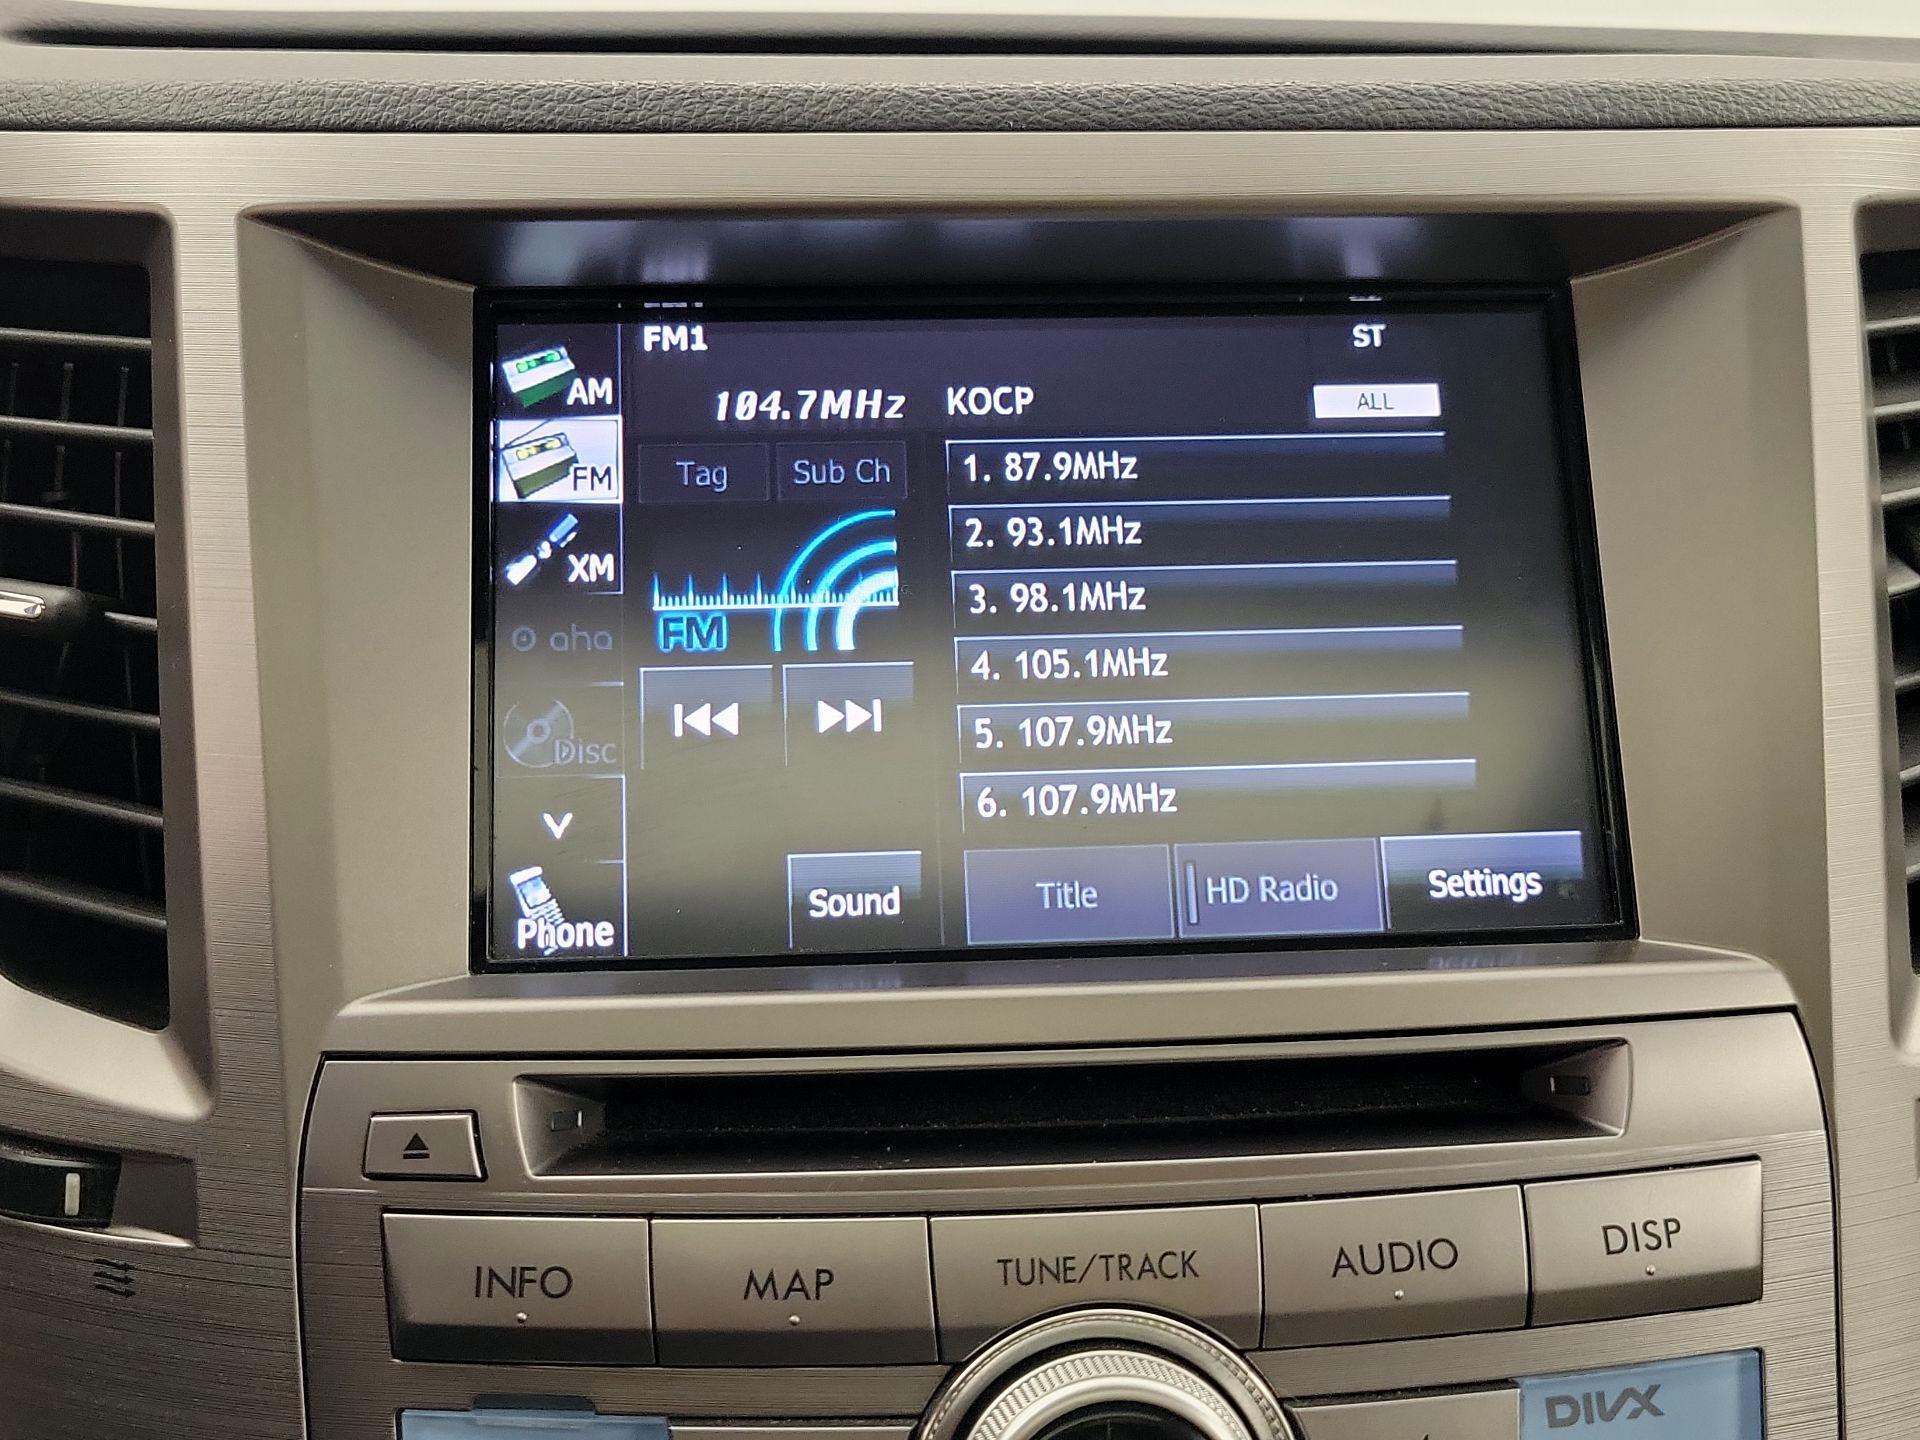 FM1
ST
AM
104.7MHz
KOCP
ALL
FM
Tag
Sub Ch
1. 87.9MHz
2. 93.1MHz
XM
3. 98.1MHz
FM
aha
4. 105.1MHz
Disc
5. 107.9MHz
6. 107.9MHz
Phone
Sound
Title
HD Radio
Settings
INFO
MAP
TUNE/TRACK
AUDIO
DISP
DIVX